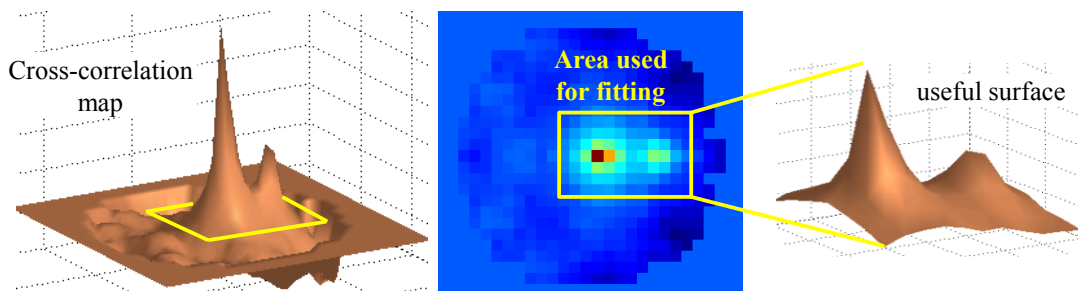 Cross-correlation
map
Area used
for fitting
useful surface